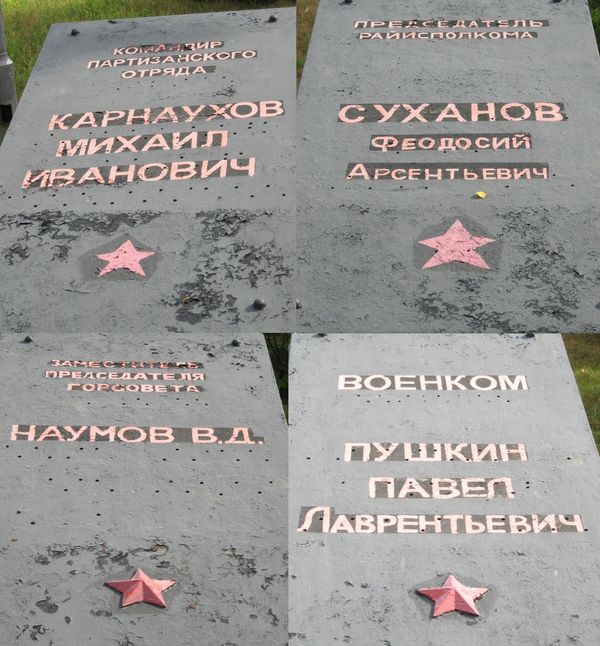 КОМАНДИР
ПАРТИЗАНСКОГО
ОТРЯДА
КАРНАУХОВ
МИХАИЛ
ИВАНОВИЧ
ПРЕДСЕДАТЕЛЬ
РАЙИСПОЛКОМА
СУХАНОВ
ФЕОДОСИЙ
АРСЕНТЬЕВИЧ
ЗАМЕСТИТЕЛЬ
ПРЕДСЕДАТЕЛЯ
ГОРСОВЕТА
НАУМОВ В.Д.
ВОЕНКОМ
ПУШКИН
ПАВЕЛ
ЛАВРЕНТЬЕВИЧ